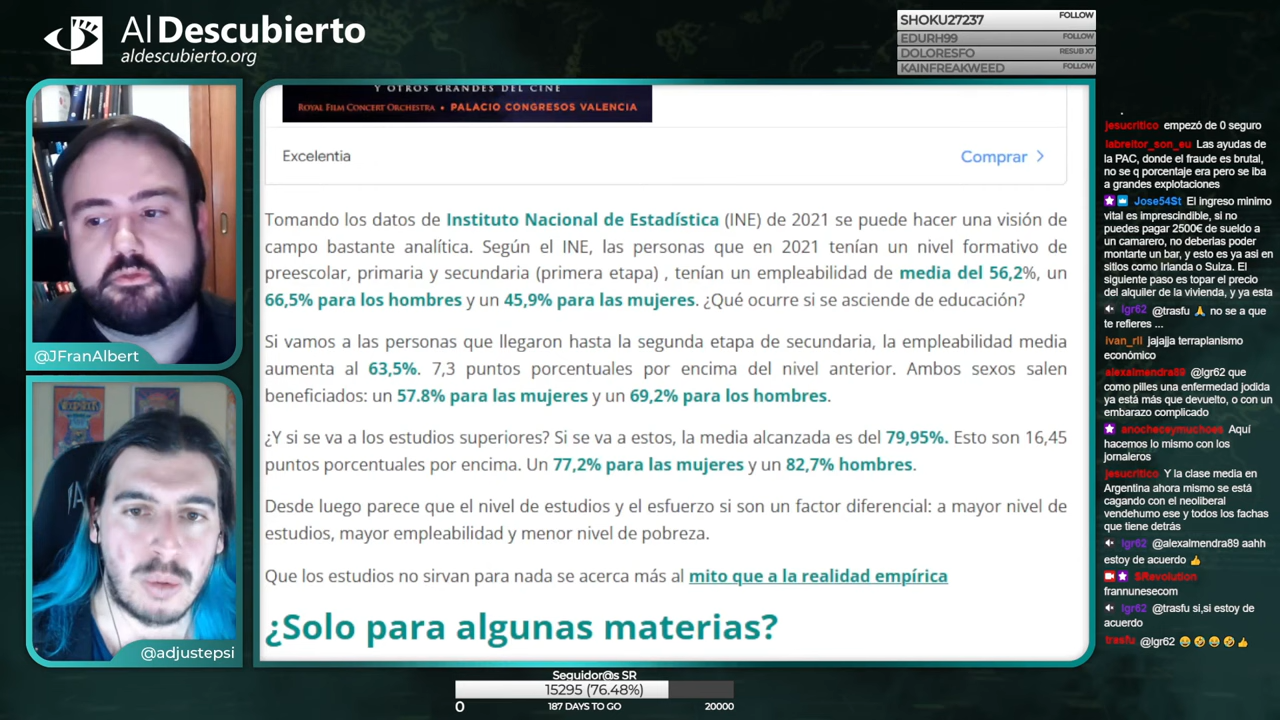 Al Descubierto
aldescubierto.org
SHOKU27237 FOLLOW
EDURH99 FOLLOW
DOLORESFO RESUB X7
KAINFREAKWEED FOLLOW
@JFranAlbert
@adjustepsi
Y OTROS GRANDES DEL CINE
ROYAL FILM CONCERT ORCHESTRA • PALACIO CONGRESOS VALENCIA
Excelentia
Comprar
Tomando los datos de Instituto Nacional de Estadística (INE) de 2021 se puede hacer una visión de
campo bastante analítica. Según el INE, las personas que en 2021 tenían un nivel formativo de
preescolar, primaria y secundaria (primera etapa) , tenían un empleabilidad de media del 56,2%, un
66,5% para los hombres y un 45,9% para las mujeres. ¿Qué ocurre si se asciende de educación?
Si vamos a las personas que llegaron hasta la segunda etapa de secundaria, la empleabilidad media
aumenta al 63,5%. 7,3 puntos porcentuales por encima del nivel anterior. Ambos sexos salen
beneficiados: un 57.8% para las mujeres y un 69,2% para los hombres.
¿Y si se va a los estudios superiores? Si se va a estos, la media alcanzada es del 79,95%. Esto son 16,45
puntos porcentuales por encima. Un 77,2% para las mujeres y un 82,7% hombres.
Desde luego parece que el nivel de estudios y el esfuerzo si son un factor diferencial: a mayor nivel de
estudios, mayor empleabilidad y menor nivel de pobreza.
Que los estudios no sirvan para nada se acerca más al mito que a la realidad empírica
¿Solo para algunas materias?
jesucritico empezó de 0 seguro
labreitor_son_eu Las ayudas de
la PAC, donde el fraude es brutal,
no se q porcentaje era pero se iba
a grandes explotaciones
Jose54$t El ingreso minimo
vital es imprescindible, si no
puedes pagar 2500€ de sueldo a
un camarero, no deberias poder
montarte un bar, y esto es ya asi en
sitios como Irlanda o Suiza. El
siguiente paso es topar el precio
del alquiler de la vivienda, y ya esta
lgr62 @trasfu 🙏 no se a que
te refieres ...
ivan_rll jajajja terraplanismo
económico
alexalmendra89 @lgr62 que
como pilles una enfermedad jodida
ya está más que devuelto, o con un
embarazo complicado
anocheceymuchoes Aquí
hacemos lo mismo con los
jornaleros
jesucritico Y la clase media en
Argentina ahora mismo se está
cagando con el neoliberal
vendehumo ese y todos los fachas
que tiene detrás
lgr62 @alexalmendra89 aahh
estoy de acuerdo 👍
$Revolution
frannunesecom
lgr62 @trasfu si,si estoy de
acuerdo
trasfu @lgr62 😂🤣😂🤣👍
Seguidor@s SR
15295 (76.48%)
0 187 DAYS TO GO 20000